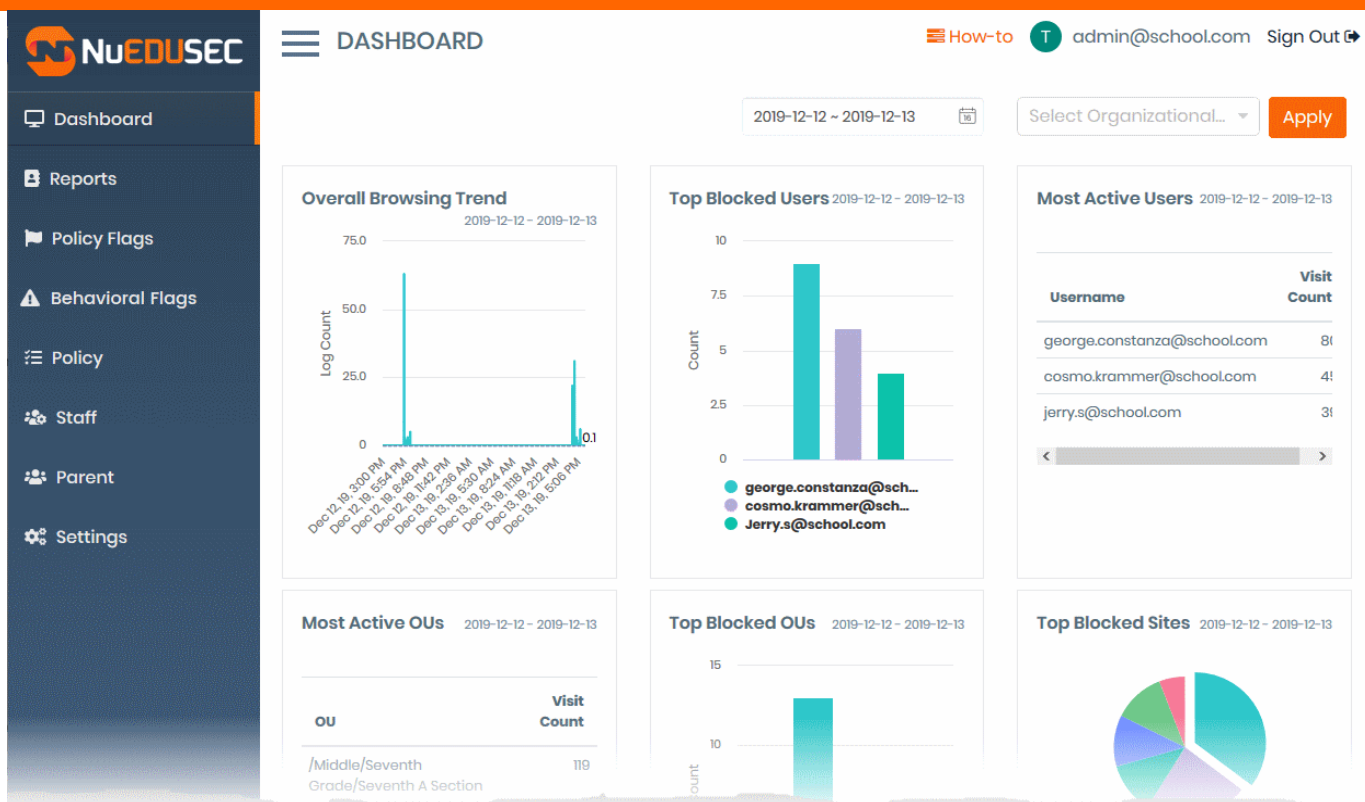 NuEDUSEC
DASHBOARD
How-to
T
admin@school.com
Sign Out
Dashboard
Reports
Policy Flags
Behavioral Flags
Policy
Staff
Parent
Settings
2019-12-12 ~ 2019-12-13
16
Select Organizational...
Apply
Overall Browsing Trend
2019-12-12 - 2019-12-13
75.0
50.0
25.0
0
Log Count
0.1
Dec 12, 19, 3:00 PM
Dec 12, 19, 5:54 PM
Dec 12, 19, 8:48 PM
Dec 12, 19, 11:42 PM
Dec 13, 19, 2:36 AM
Dec 13, 19, 5:30 AM
Dec 13, 19, 8:24 AM
Dec 13, 19, 11:18 AM
Dec 13, 19, 2:12 PM
Dec 13, 19, 5:06 PM
Top Blocked Users 2019-12-12 - 2019-12-13
10
7.5
5
2.5
0
Count
george.constanza@sch...
cosmo.krammer@sch...
Jerry.s@school.com
Most Active Users 2019-12-12 - 2019-12-13
Visit
Username Count
george.constanza@school.com
cosmo.krammer@school.com
jerry.s@school.com
Most Active OUs 2019-12-12 - 2019-12-13
Visit
OU Count
/Middle/Seventh 119
Grade/Seventh A Section
Top Blocked OUs 2019-12-12 - 2019-12-13
15
10
Top Blocked Sites 2019-12-12 - 2019-12-13